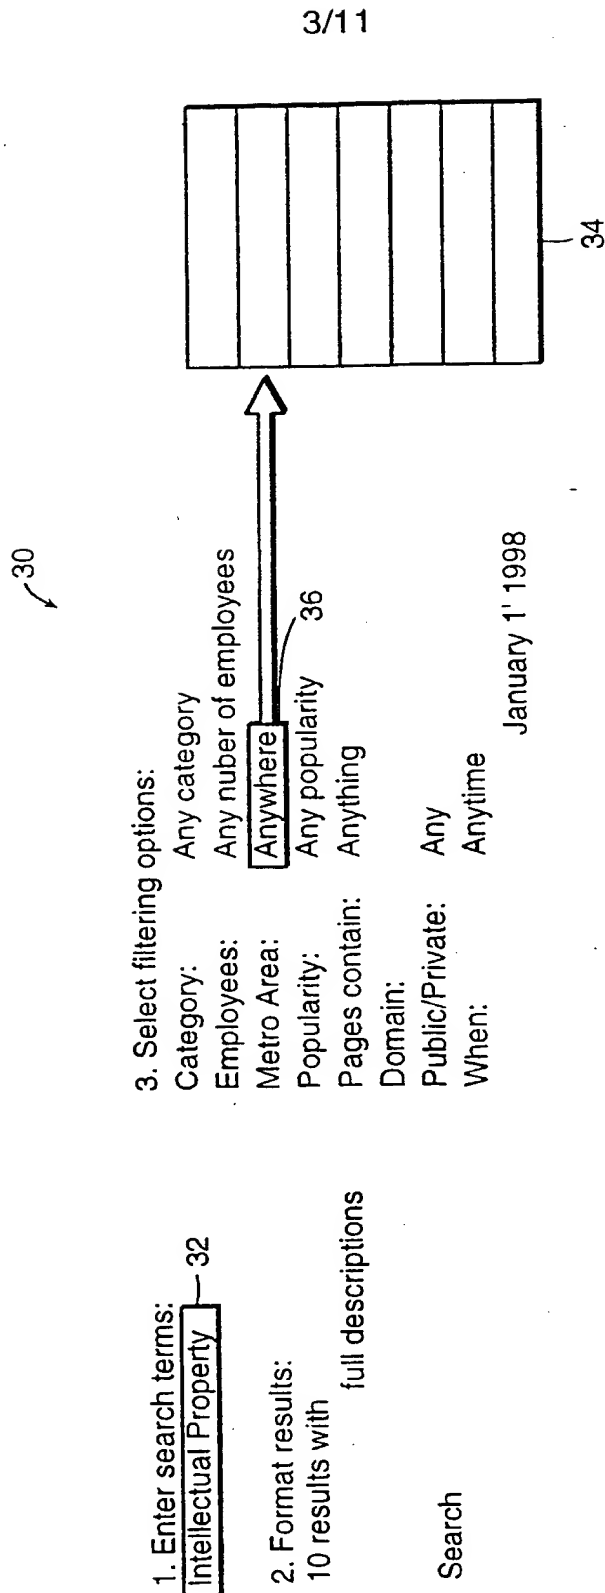 3/11
30
1. Enter search terms:
Intellectual Property
32
2. Format results:
10 results with
full descriptions
Search
3. Select filtering options:
Category: Any category
Employees: Any nuber of employees
Metro Area: Anywhere
36
Popularity: Any popularity
Pages contain: Anything
Domain:
Public/Private: Any
When: Anytime
January 1' 1998
34